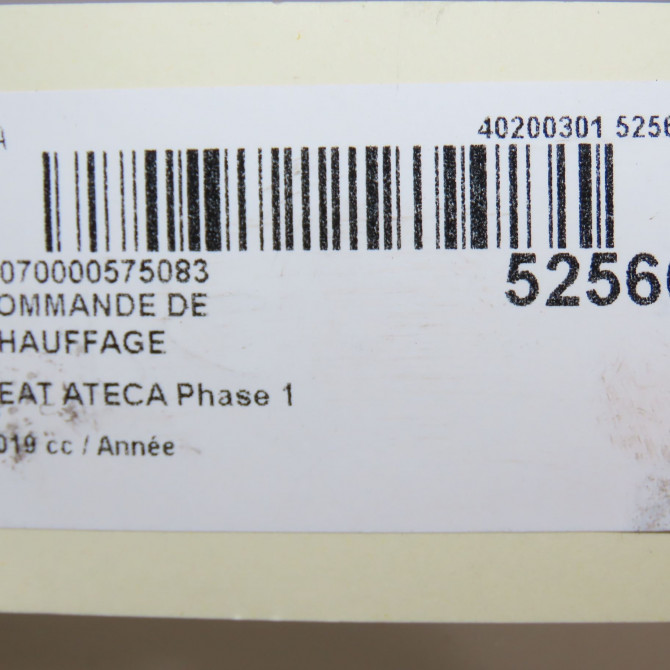 A
40200301 5256
070000575083
5256
OMMANDE DE
HAUFFAGE
EAT ATECA Phase 1
019 cc / Année